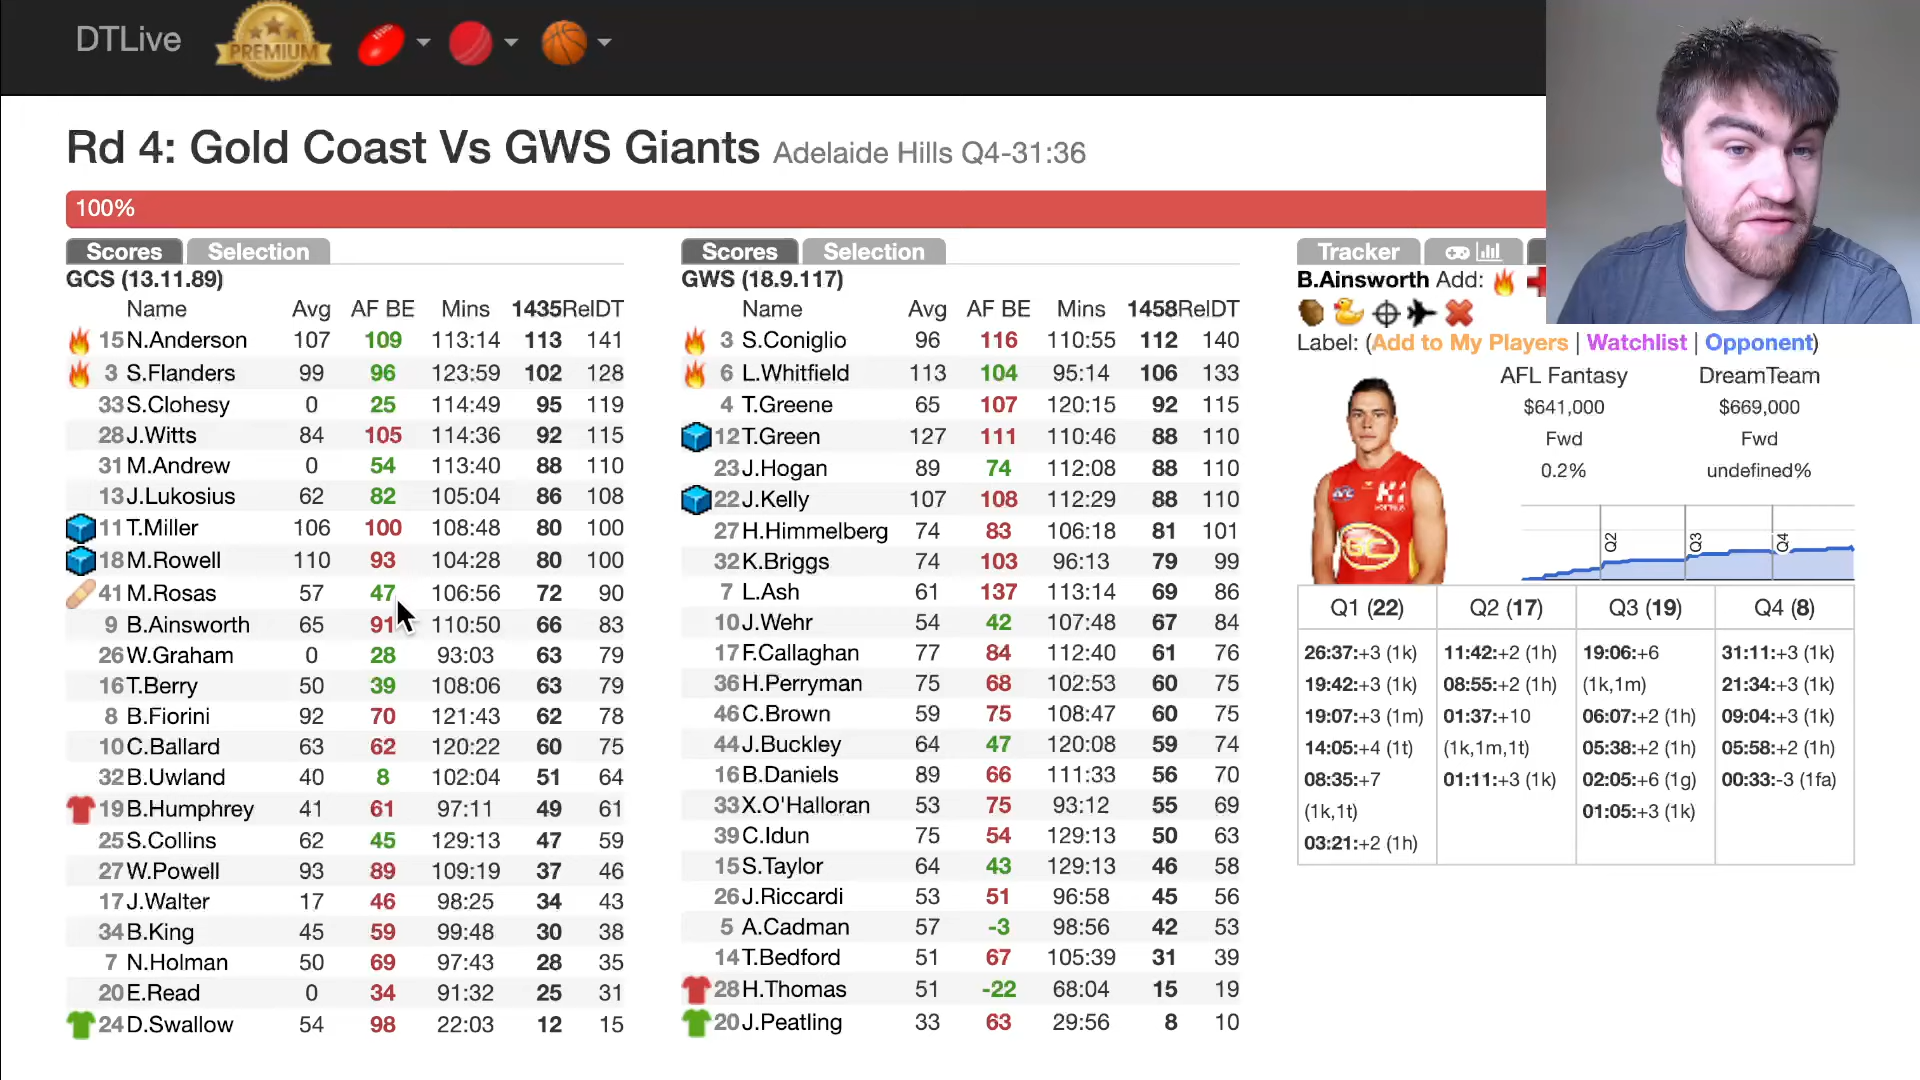 DTLive PREMIUM
Rd 4: Gold Coast Vs GWS Giants Adelaide Hills Q4-31:36
100%
Scores Selection
GCS (13.11.89)
Name Avg AF BE Mins 1435RelDT
15 N.Anderson 107 109 113:14 113 141
3 S.Flanders 99 96 123:59 102 128
33 S.Clohesy 0 25 114:49 95 119
28 J.Witts 84 105 114:36 92 115
31 M.Andrew 0 54 113:40 88 110
13 J.Lukosius 62 82 105:04 86 108
11 T.Miller 106 100 108:48 80 100
18 M.Rowell 110 93 104:28 80 100
41 M.Rosas 57 47 106:56 72 90
9 B.Ainsworth 65 91 110:50 66 83
26 W.Graham 0 28 93:03 63 79
16 T.Berry 50 39 108:06 63 79
8 B.Fiorini 92 70 121:43 62 78
10 C.Ballard 63 62 120:22 60 75
32 B.Uwland 40 8 102:04 51 64
19 B.Humphrey 41 61 97:11 49 61
25 S.Collins 62 45 129:13 47 59
27 W.Powell 93 89 109:19 37 46
17 J.Walter 17 46 98:25 34 43
34 B.King 45 59 99:48 30 38
7 N.Holman 50 69 97:43 28 35
20 E.Read 0 34 91:32 25 31
24 D.Swallow 54 98 22:03 12 15
Scores Selection
GWS (18.9.117)
Name Avg AF BE Mins 1458RelDT
3 S.Coniglio 96 116 110:55 112 140
6 L.Whitfield 113 104 95:14 106 133
4 T.Greene 65 107 120:15 92 115
12 T.Green 127 111 110:46 88 110
23 J.Hogan 89 74 112:08 88 110
22 J.Kelly 107 108 112:29 88 110
27 H.Himmelberg 74 83 106:18 81 101
32 K.Briggs 74 103 96:13 79 99
7 L.Ash 61 137 113:14 69 86
10 J.Wehr 54 42 107:48 67 84
17 F.Callaghan 77 84 112:40 61 76
36 H.Perryman 75 68 102:53 60 75
46 C.Brown 59 75 108:47 60 75
44 J.Buckley 64 47 120:08 59 74
16 B.Daniels 89 66 111:33 56 70
33 X.O'Halloran 53 75 93:12 55 69
39 C.Idun 75 54 129:13 50 63
15 S.Taylor 64 43 129:13 46 58
26 J.Riccardi 53 51 96:58 45 56
5 A.Cadman 57 -3 98:56 42 53
14 T.Bedford 51 67 105:39 31 39
28 H.Thomas 51 -22 68:04 15 19
20 J.Peatling 33 63 29:56 8 10
Tracker
B.Ainsworth Add:
Label: (Add to My Players | Watchlist | Opponent)
AFL Fantasy DreamTeam
$641,000 $669,000
Fwd Fwd
0.2% undefined%
Q2 Q3 Q4
Q1 (22) Q2 (17) Q3 (19) Q4 (8)
26:37:+3 (1k) 11:42:+2 (1h) 19:06:+6 31:11:+3 (1k)
19:42:+3 (1k) 08:55:+2 (1h) (1k,1m) 21:34:+3 (1k)
19:07:+3 (1m) 01:37:+10 06:07:+2 (1h) 09:04:+3 (1k)
14:05:+4 (1t) (1k,1m,1t) 05:38:+2 (1h) 05:58:+2 (1h)
08:35:+7 01:11:+3 (1k) 02:05:+6 (1g) 00:33:-3 (1fa)
(1k,1t) 01:05:+3 (1k)
03:21:+2 (1h)